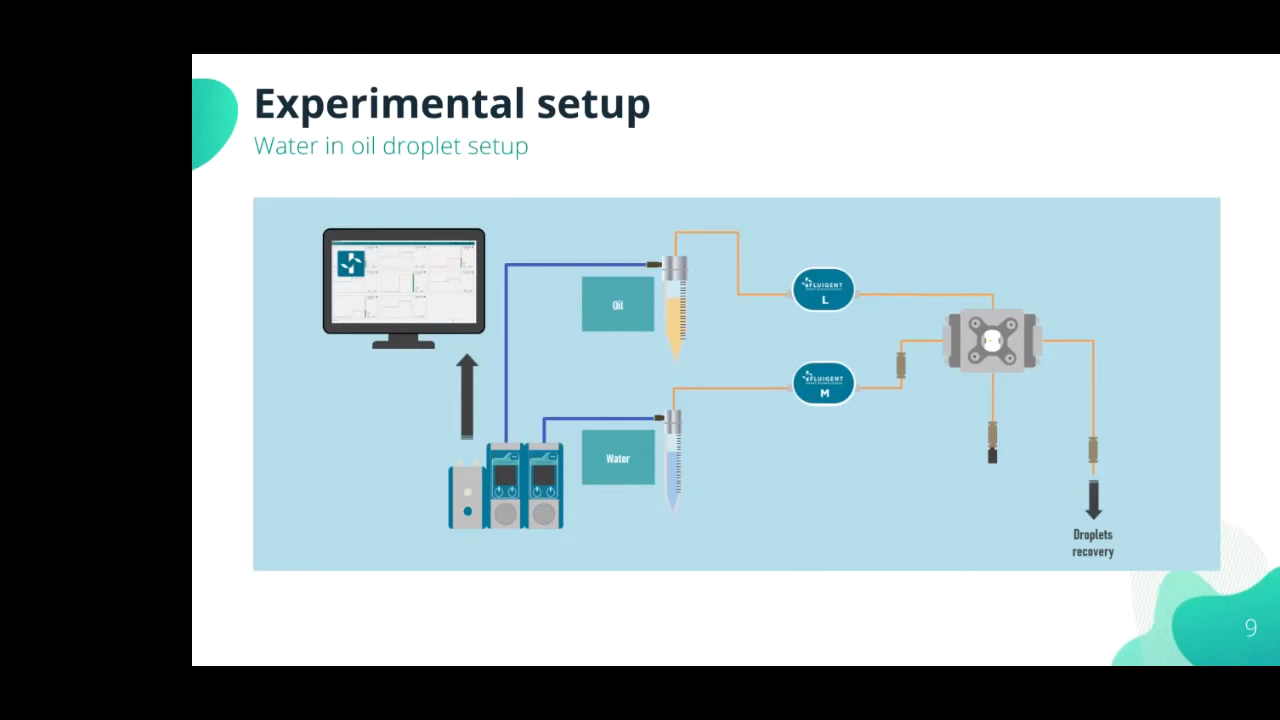 Experimental setup
Water in oil droplet setup
Oil
FLUIGENT
L
FLUIGENT
M
Water
Droplets
recovery
9